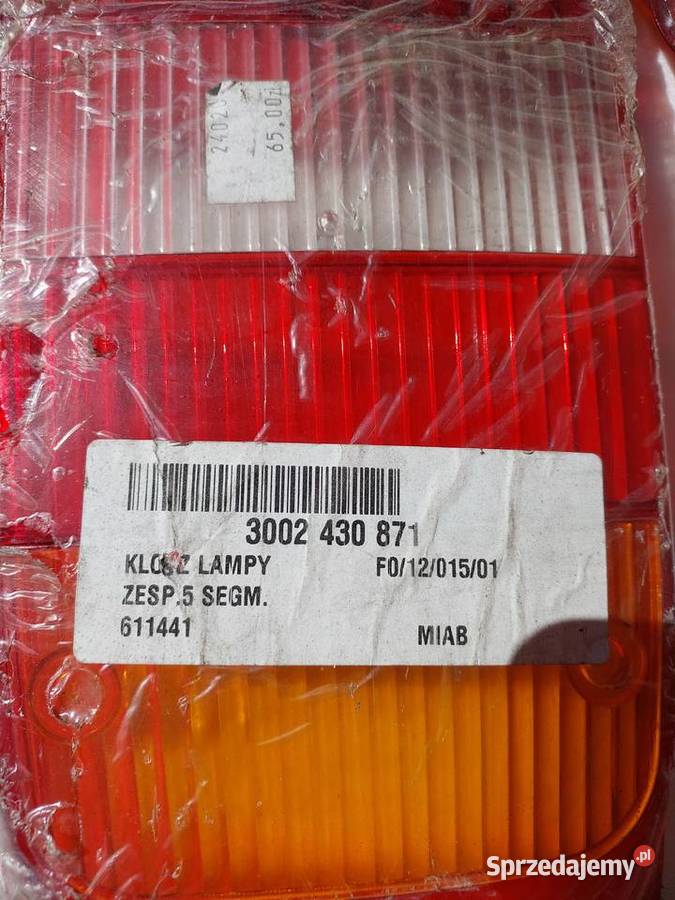 65.00
3002 430 871
KLOSZ LAMPY F0/12/015/01
ZESP.5 SEGM.
611441 MIAB
Sprzedajemy.pl